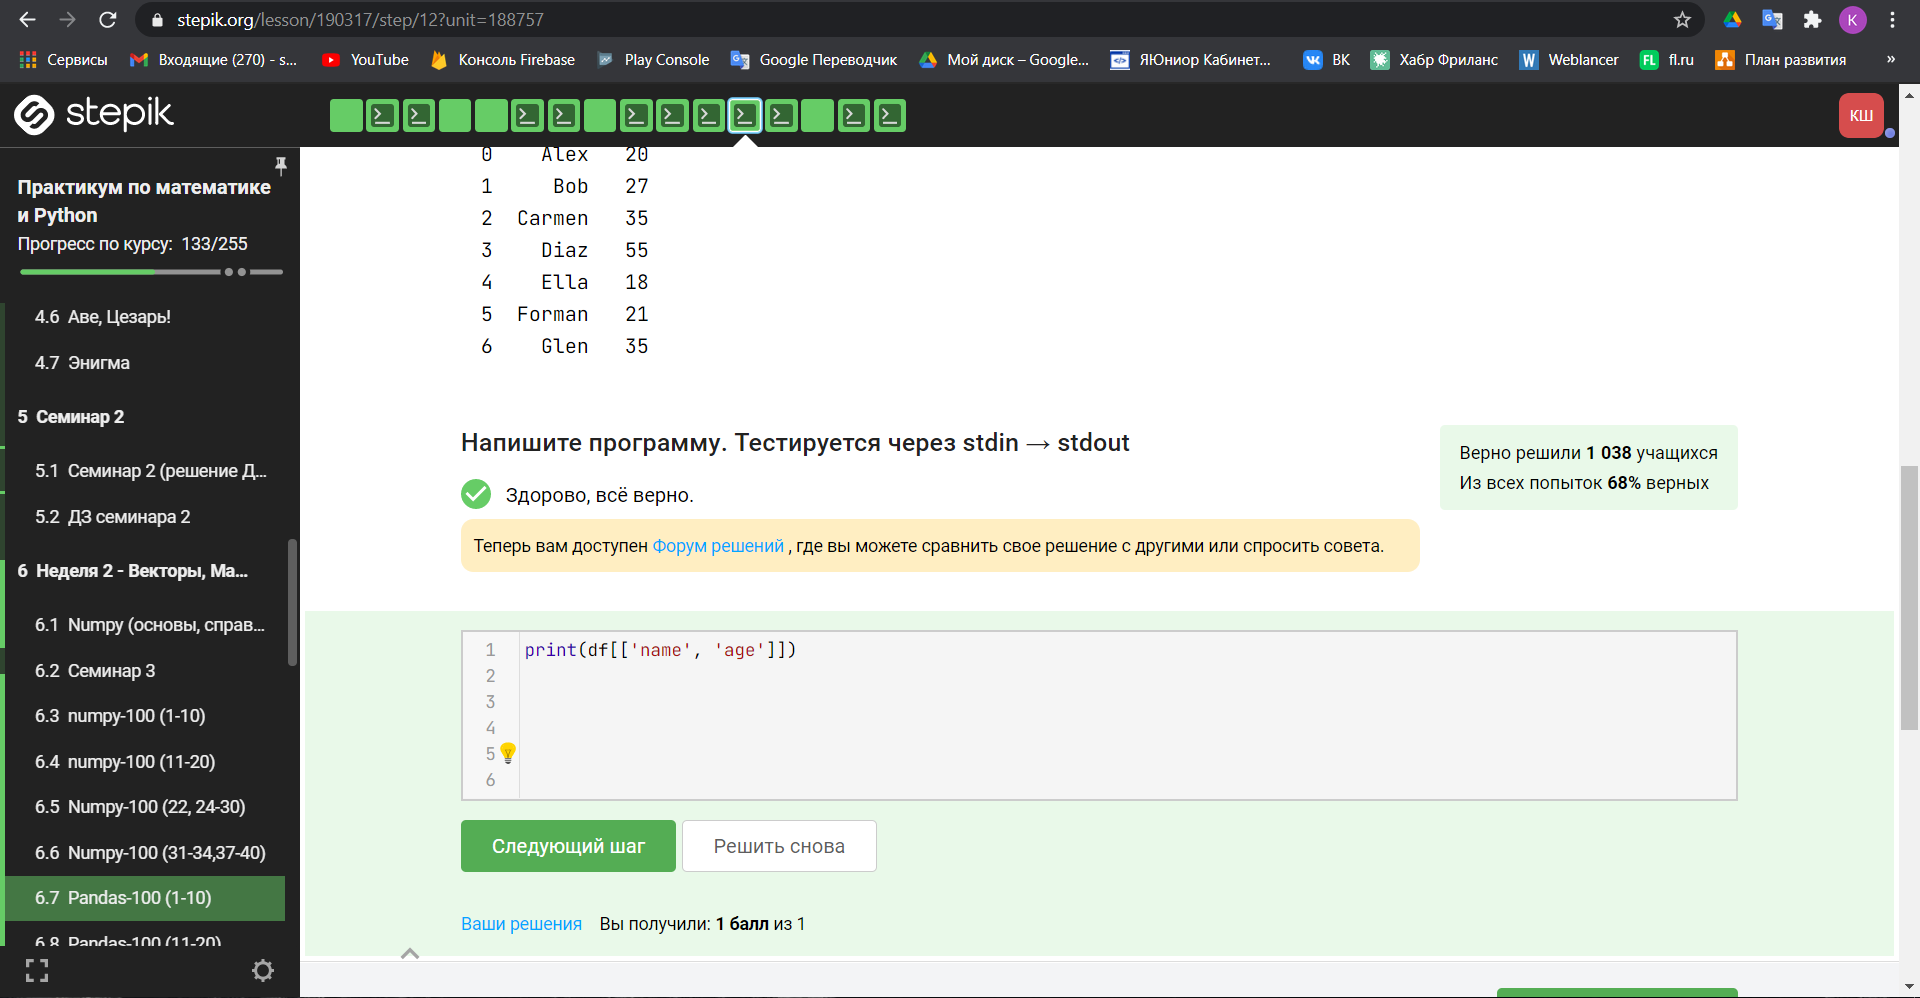 stepik.org/lesson/190317/step/12?unit=188757
K
Сервисы
Входящие (270) - s...
YouTube
Консоль Firebase
Play Console
Google Переводчик
Мой диск – Google...
ЯЮниор Кабинет...
ВК
Хабр Фриланс
W Weblancer
FL fl.ru
План развития
»
stepik
КШ
Практикум по математике
и Python
Прогресс по курсу: 133/255
4.6 Аве, Цезарь!
4.7 Энигма
5 Семинар 2
5.1 Семинар 2 (решение Д...
5.2 ДЗ семинара 2
6 Неделя 2 - Векторы, Ма...
6.1 Numpy (основы, справ...
6.2 Семинар 3
6.3 numpy-100 (1-10)
6.4 numpy-100 (11-20)
6.5 Numpy-100 (22, 24-30)
6.6 Numpy-100 (31-34,37-40)
6.7 Pandas-100 (1-10)
6.8 Pandas-100 (11-20)
0 Alex 20
1 Bob 27
2 Carmen 35
3 Diaz 55
4 Ella 18
5 Forman 21
6 Glen 35
Напишите программу. Тестируется через stdin → stdout
Верно решили 1 038 учащихся
Из всех попыток 68% верных
Здорово, всё верно.
Теперь вам доступен Форум решений , где вы можете сравнить свое решение с другими или спросить совета.
1 print(df[['name', 'age']])
2
3
4
5
6
Следующий шаг
Решить снова
Ваши решения Вы получили: 1 балл из 1